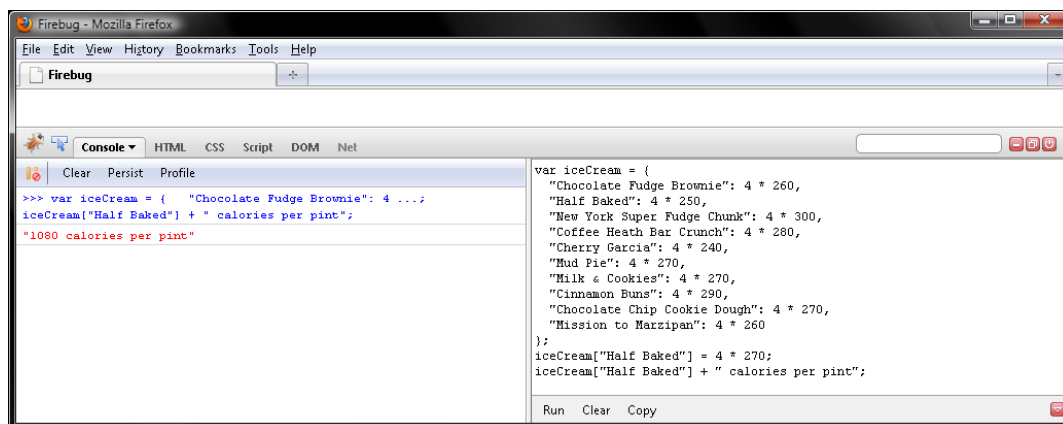 Firebug - Mozilla Firefox
File Edit View History Bookmarks Tools Help
Firebug
Console HTML CSS Script DOM Net
Clear Persist Profile
>>> var iceCream = { "Chocolate Fudge Brownie": 4 ...;
iceCream["Half Baked"] + " calories per pint";
"1080 calories per pint"
var iceCream = {
"Chocolate Fudge Brownie": 4 * 260,
"Half Baked": 4 * 250,
"New York Super Fudge Chunk": 4 * 300,
"Coffee Heath Bar Crunch": 4 * 280,
"Cherry Garcia": 4 * 240,
"Mud Pie": 4 * 270,
"Milk & Cookies": 4 * 270,
"Cinnamon Buns": 4 * 290,
"Chocolate Chip Cookie Dough": 4 * 270,
"Mission to Marzipan": 4 * 260
};
iceCream["Half Baked"] = 4 * 270;
iceCream["Half Baked"] + " calories per pint";
Run Clear Copy